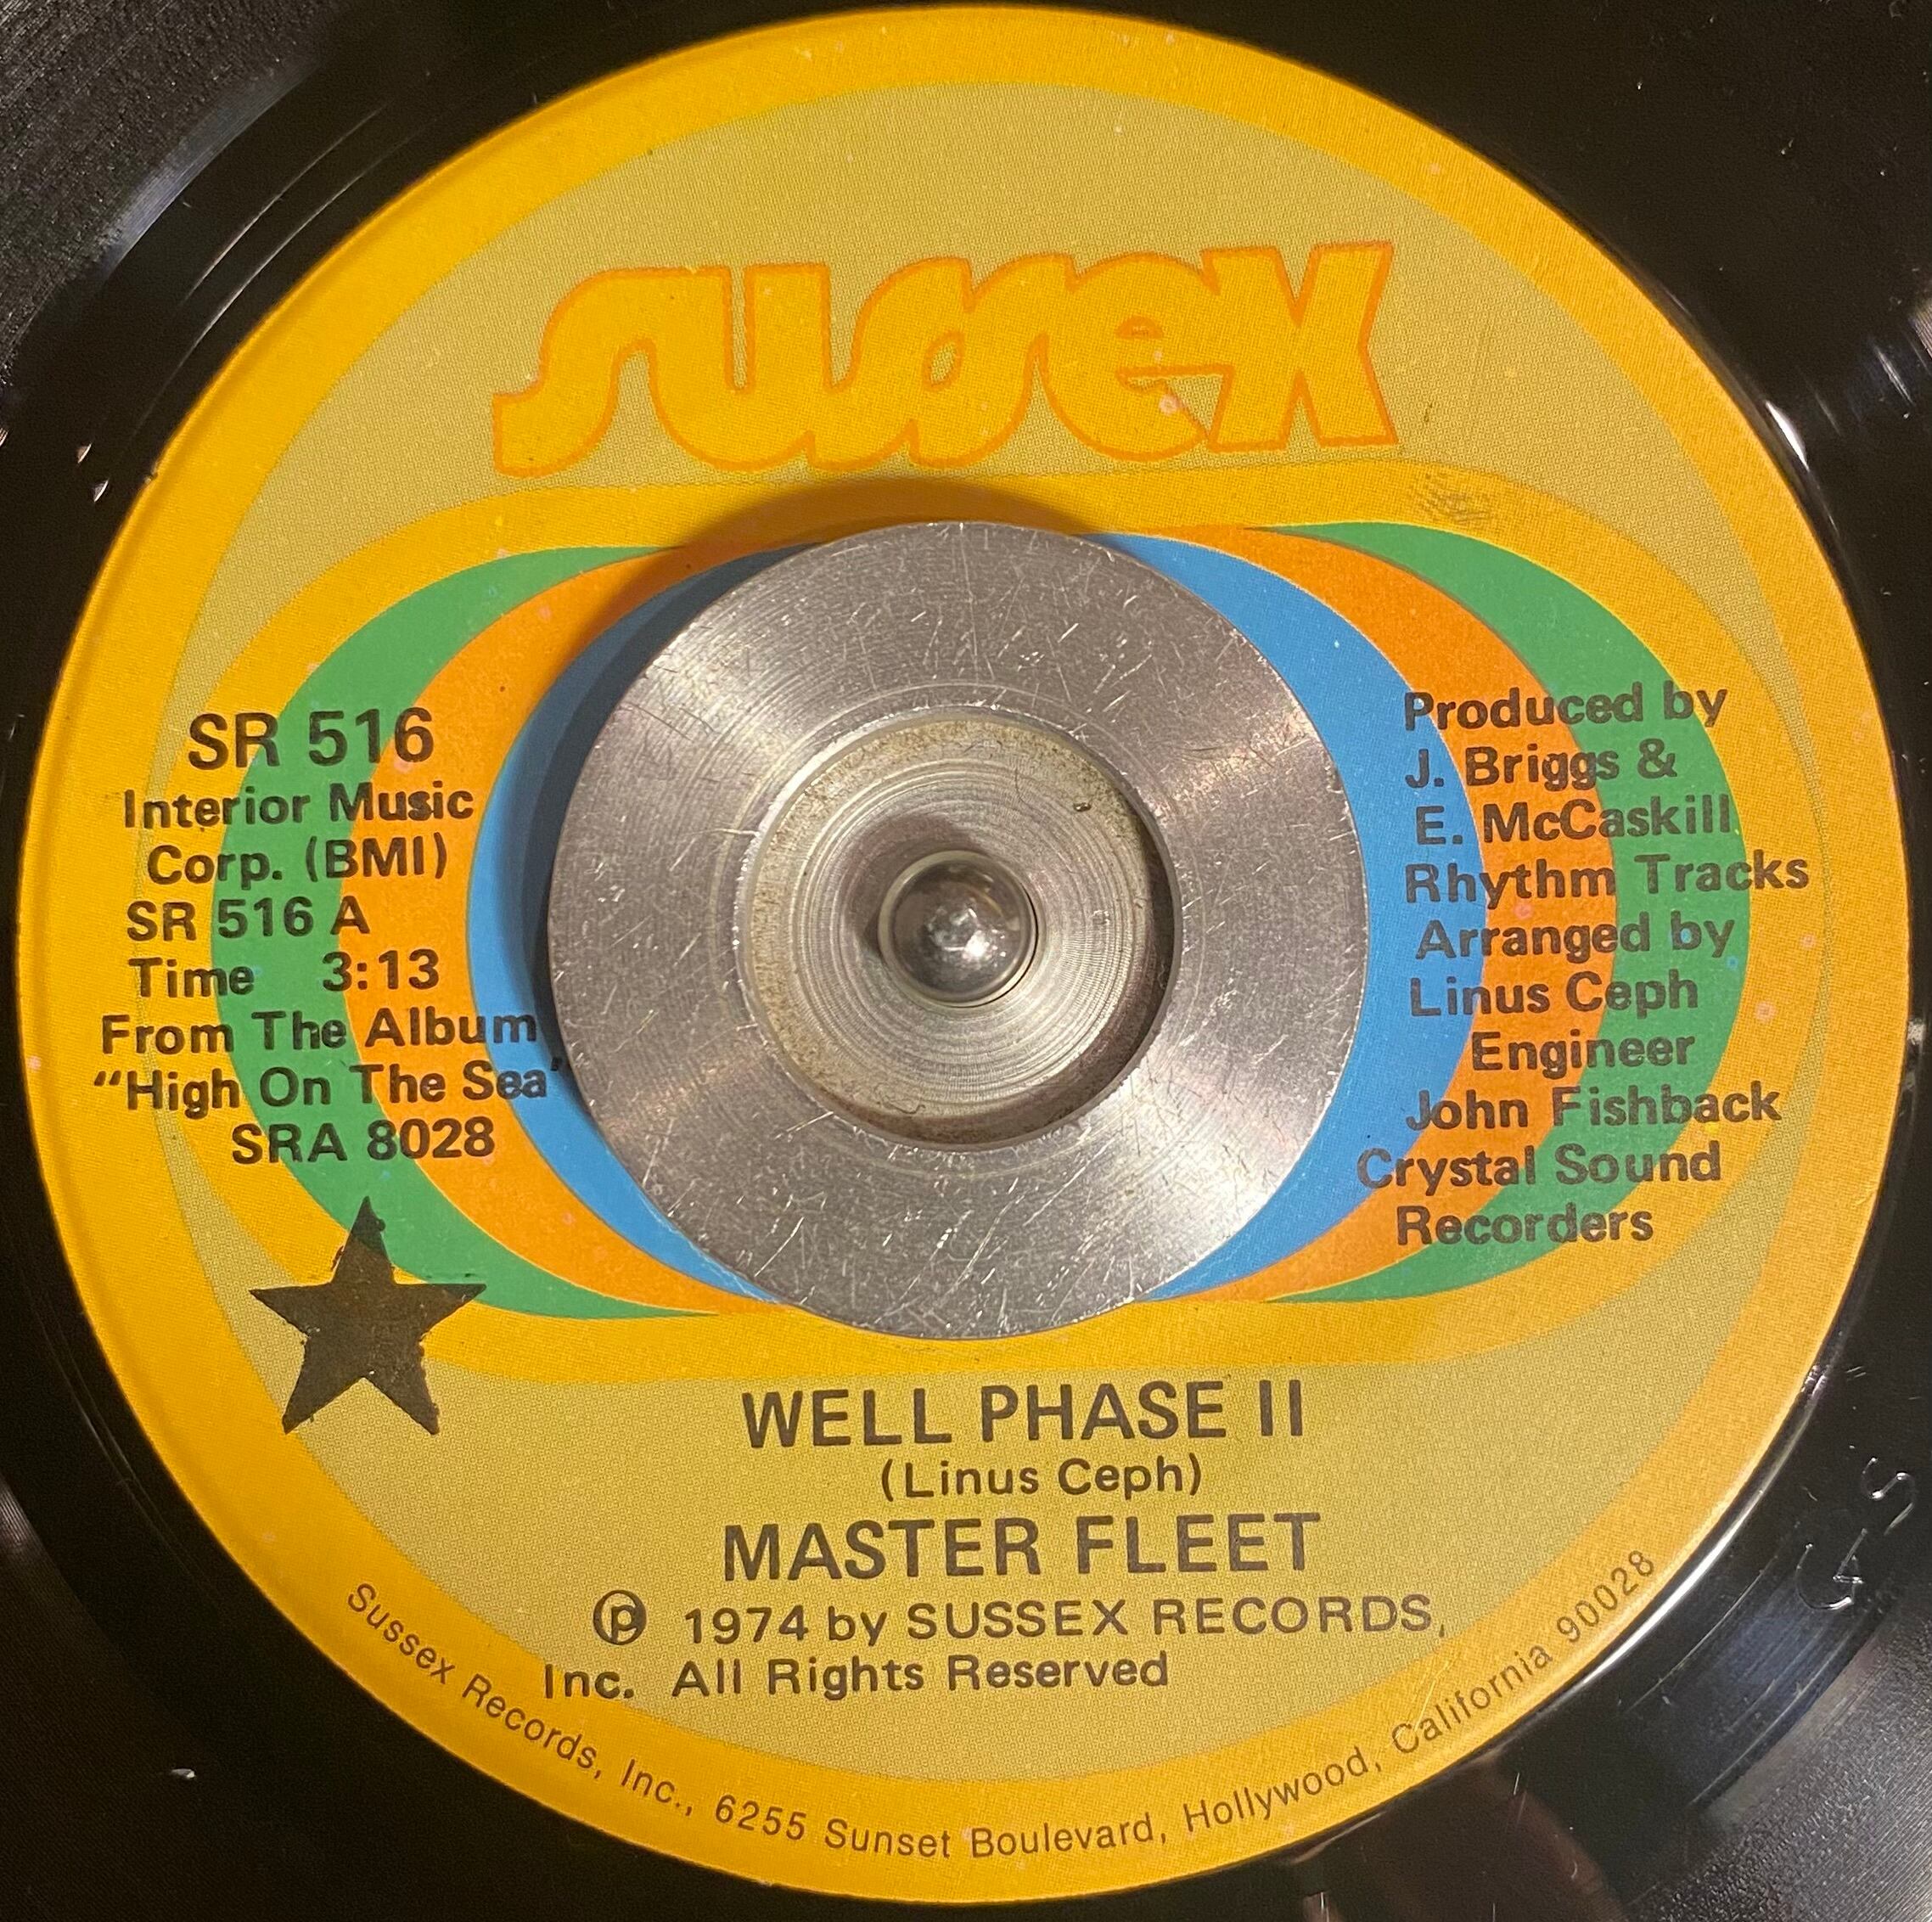 sussex
SR 516
Interior Music
Corp. (BMI)
SR 516 A
Time 3:13
From The Album
"High On The Sea"
SRA 8028
Produced by
J. Briggs &
E. McCaskill
Rhythm Tracks
Arranged by
Linus Ceph
Engineer
John Fishback
Crystal Sound
Recorders
WELL PHASE II
(Linus Ceph)
MASTER FLEET
Ⓟ 1974 by SUSSEX RECORDS,
Inc. All Rights Reserved
Sussex Records, Inc., 6255 Sunset Boulevard, Hollywood, California 90028